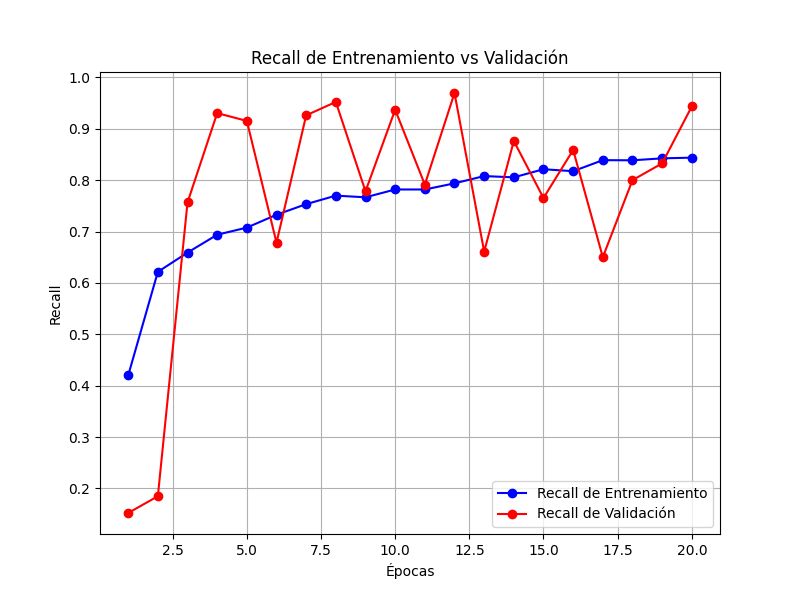 Recall de Entrenamiento vs Validación
1.0
0.9
0.8
0.7
0.6
0.5
0.4
0.3
0.2
Recall
Recall de Entrenamiento
Recall de Validación
2.5 5.0 7.5 10.0 12.5 15.0 17.5 20.0
Épocas